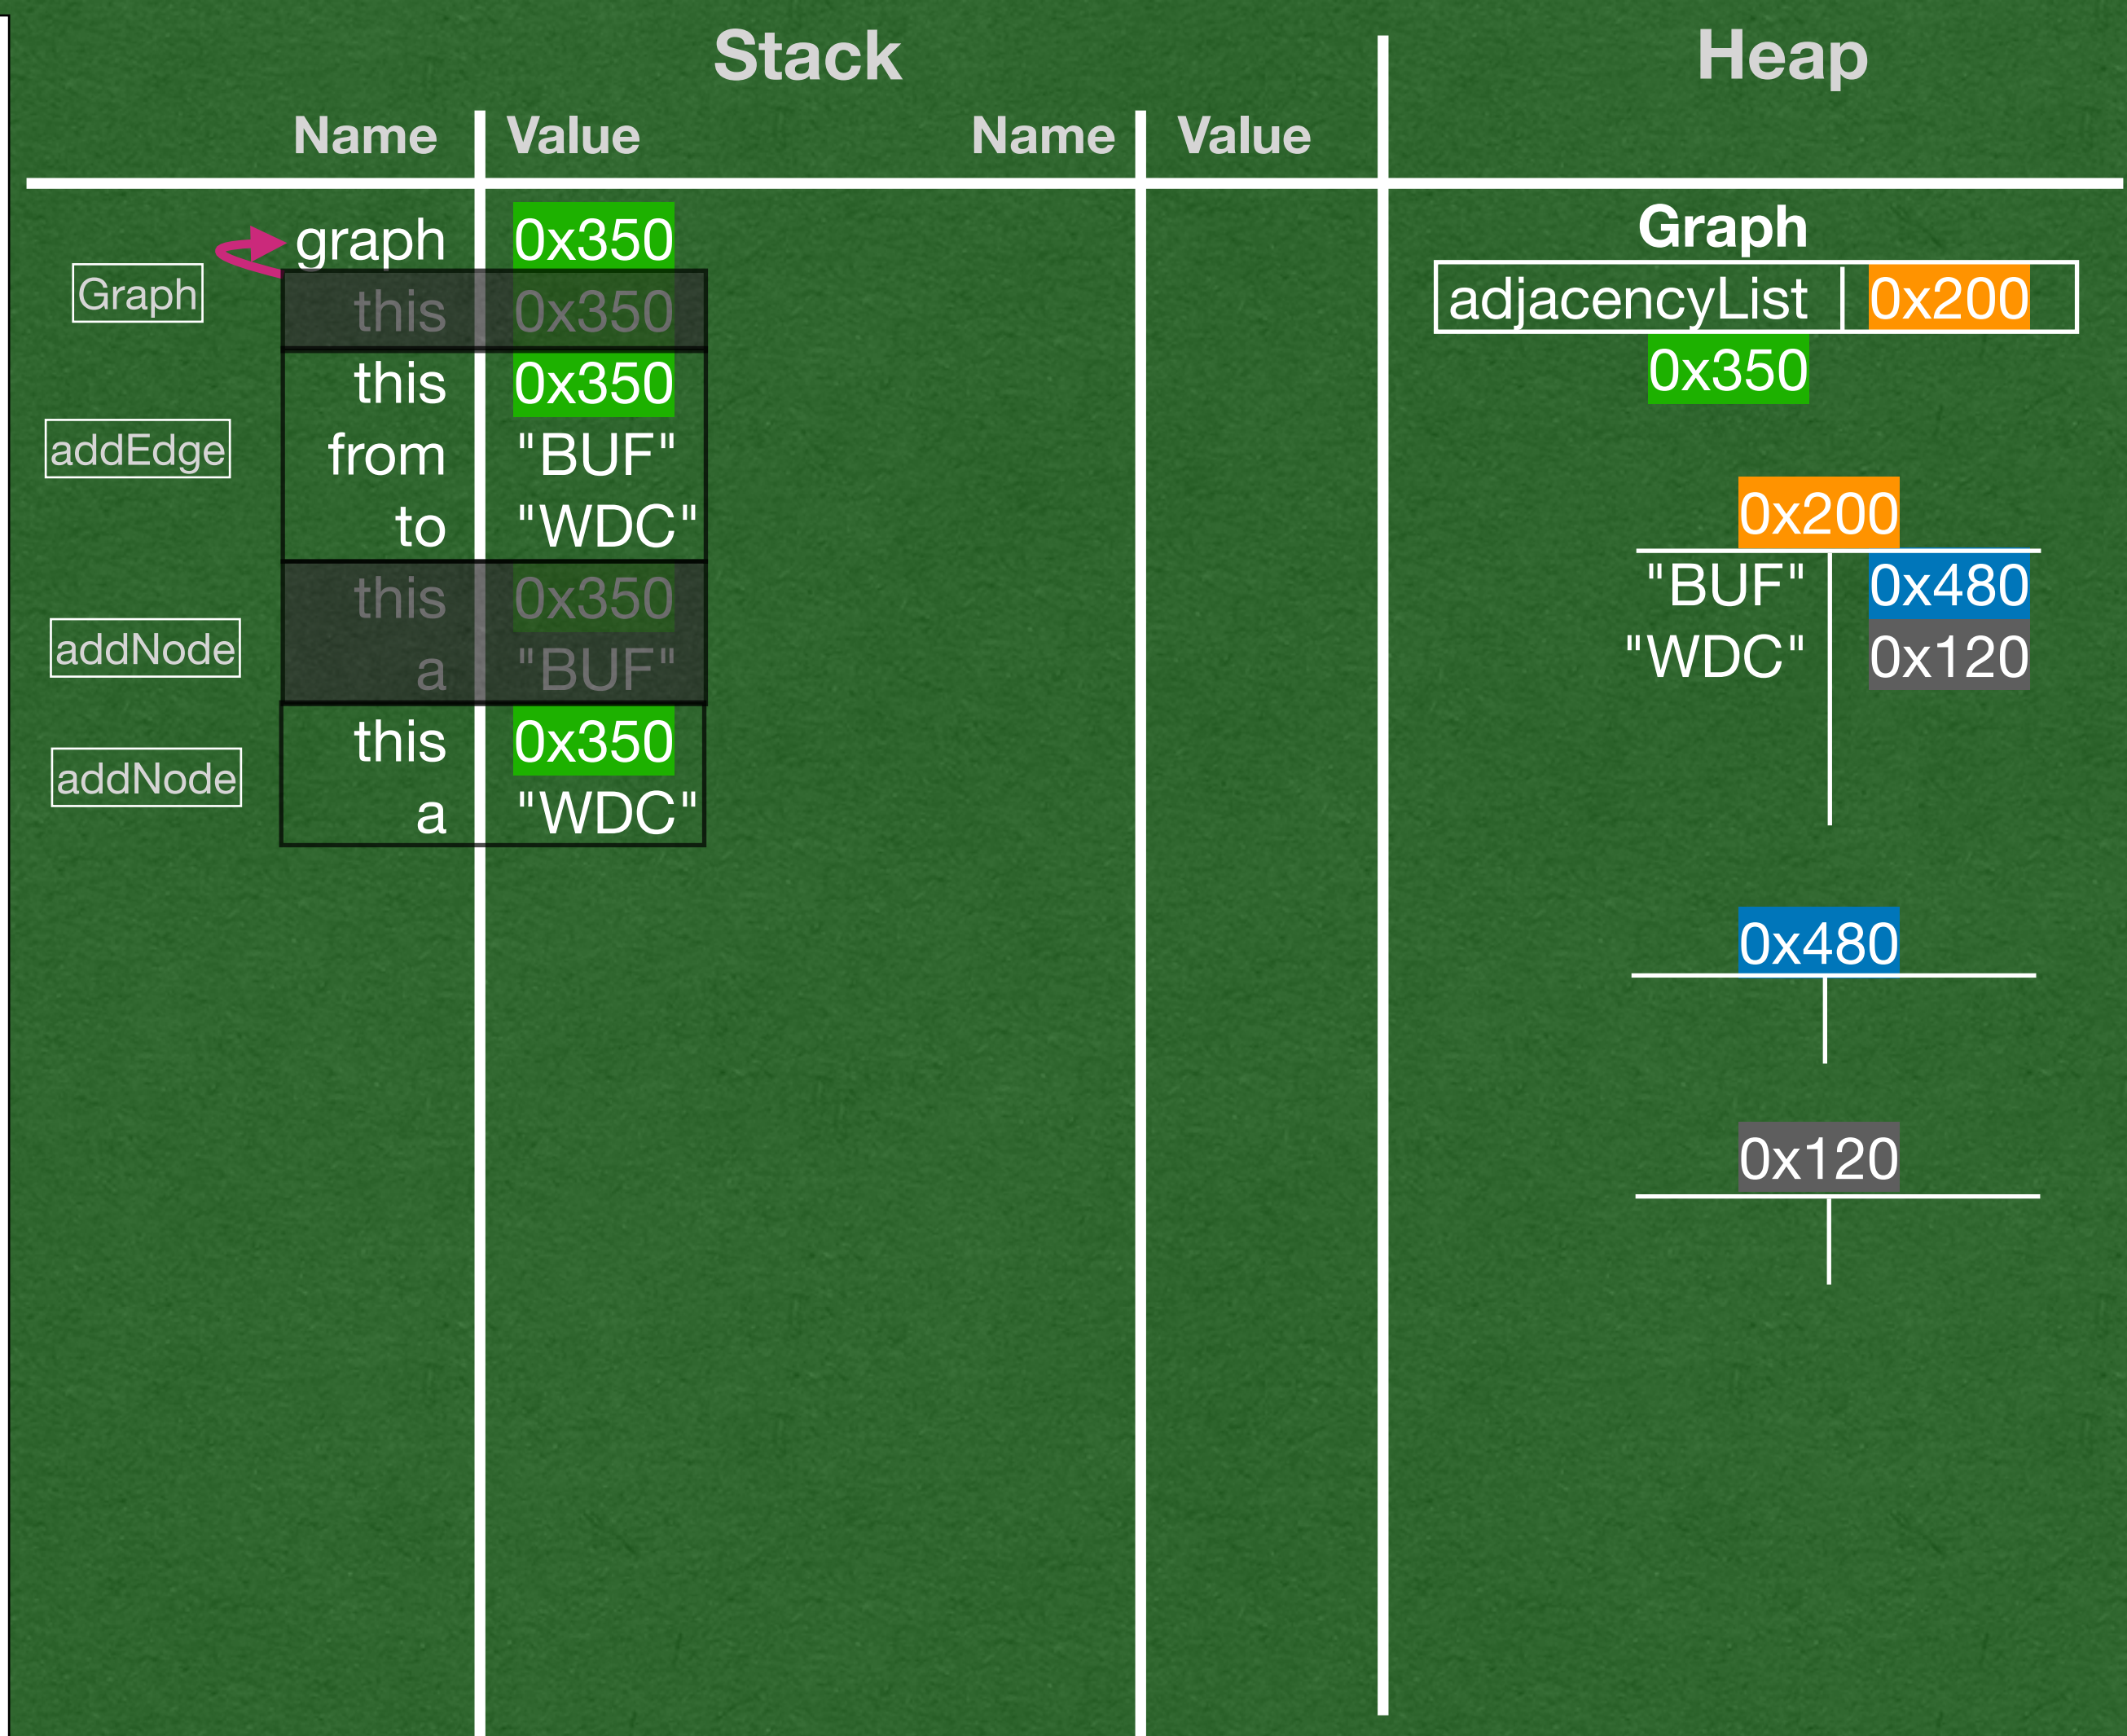 Stack
Heap
Name Value Name Value
graph 0x350
Graph
this 0x350
this 0x350
addEdge
from "BUF"
to "WDC"
this 0x350
addNode
a "BUF"
this 0x350
addNode
a "WDC"
Graph
adjacencyList 0x200
0x350
0x200
"BUF" 0x480
"WDC" 0x120
0x480
0x120